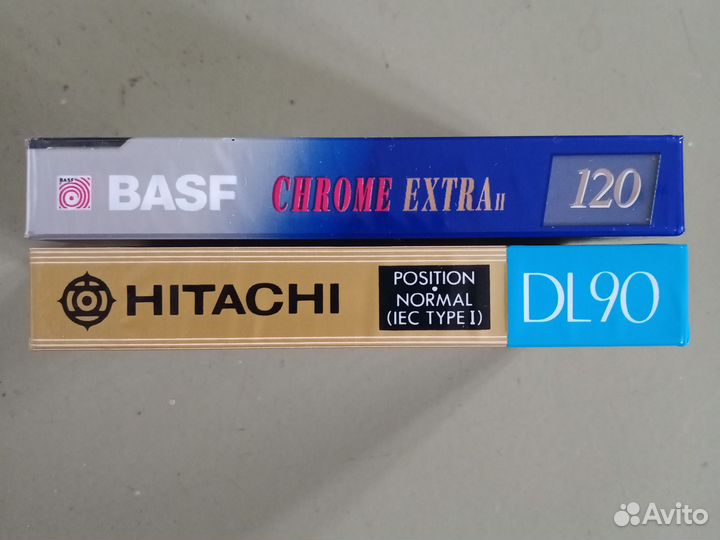 BASF
BASF CHROME EXTRA II 120
HITACHI
POSITION
• NORMAL
(IEC TYPE I)
DL90
Avito